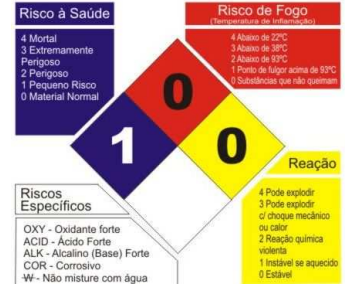 Risco à Saúde
4 Mortal
3 Extremamente
Perigoso
2 Perigoso
1 Pequeno Risco
0 Material Normal
Risco de Fogo
(Temperatura de Inflamação)
4 Abaixo de 22ºC
3 Abaixo de 38ºC
2 Abaixo de 93ºC
1 Ponto de fulgor acima de 93ºC
0 Substâncias que não queimam
0
1
0
Reação
4 Pode explodir
3 Pode explodir
c/ choque mecânico
ou calor
2 Reação química
violenta
1 Instável se aquecido
0 Estável
Riscos
Específicos
OXY - Oxidante forte
ACID - Ácido Forte
ALK - Alcalino (Base) Forte
COR - Corrosivo
W - Não misture com água